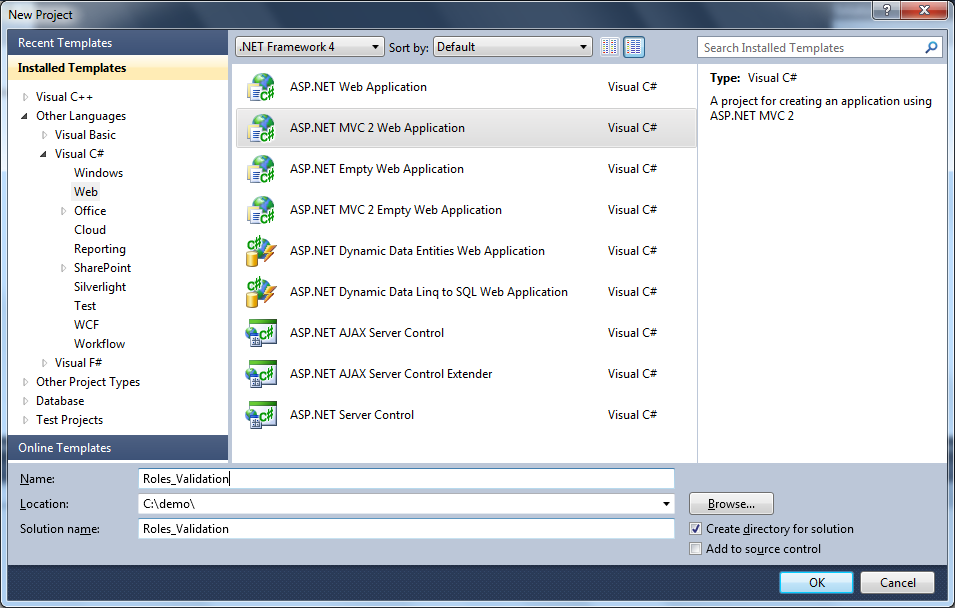 New Project
?
Recent Templates
Installed Templates
Visual C++
Other Languages
Visual Basic
Visual C#
Windows
Web
Office
Cloud
Reporting
SharePoint
Silverlight
Test
WCF
Workflow
Visual F#
Other Project Types
Database
Test Projects
Online Templates
.NET Framework 4 Sort by: Default
ASP.NET Web Application Visual C#
ASP.NET MVC 2 Web Application Visual C#
ASP.NET Empty Web Application Visual C#
ASP.NET MVC 2 Empty Web Application Visual C#
ASP.NET Dynamic Data Entities Web Application Visual C#
ASP.NET Dynamic Data Linq to SQL Web Application Visual C#
ASP.NET AJAX Server Control Visual C#
ASP.NET AJAX Server Control Extender Visual C#
ASP.NET Server Control Visual C#
Search Installed Templates
Type: Visual C#
A project for creating an application using
ASP.NET MVC 2
Name: Roles_Validation
Location: C:\demo\ Browse...
Solution name: Roles_Validation
Create directory for solution
Add to source control
OK Cancel